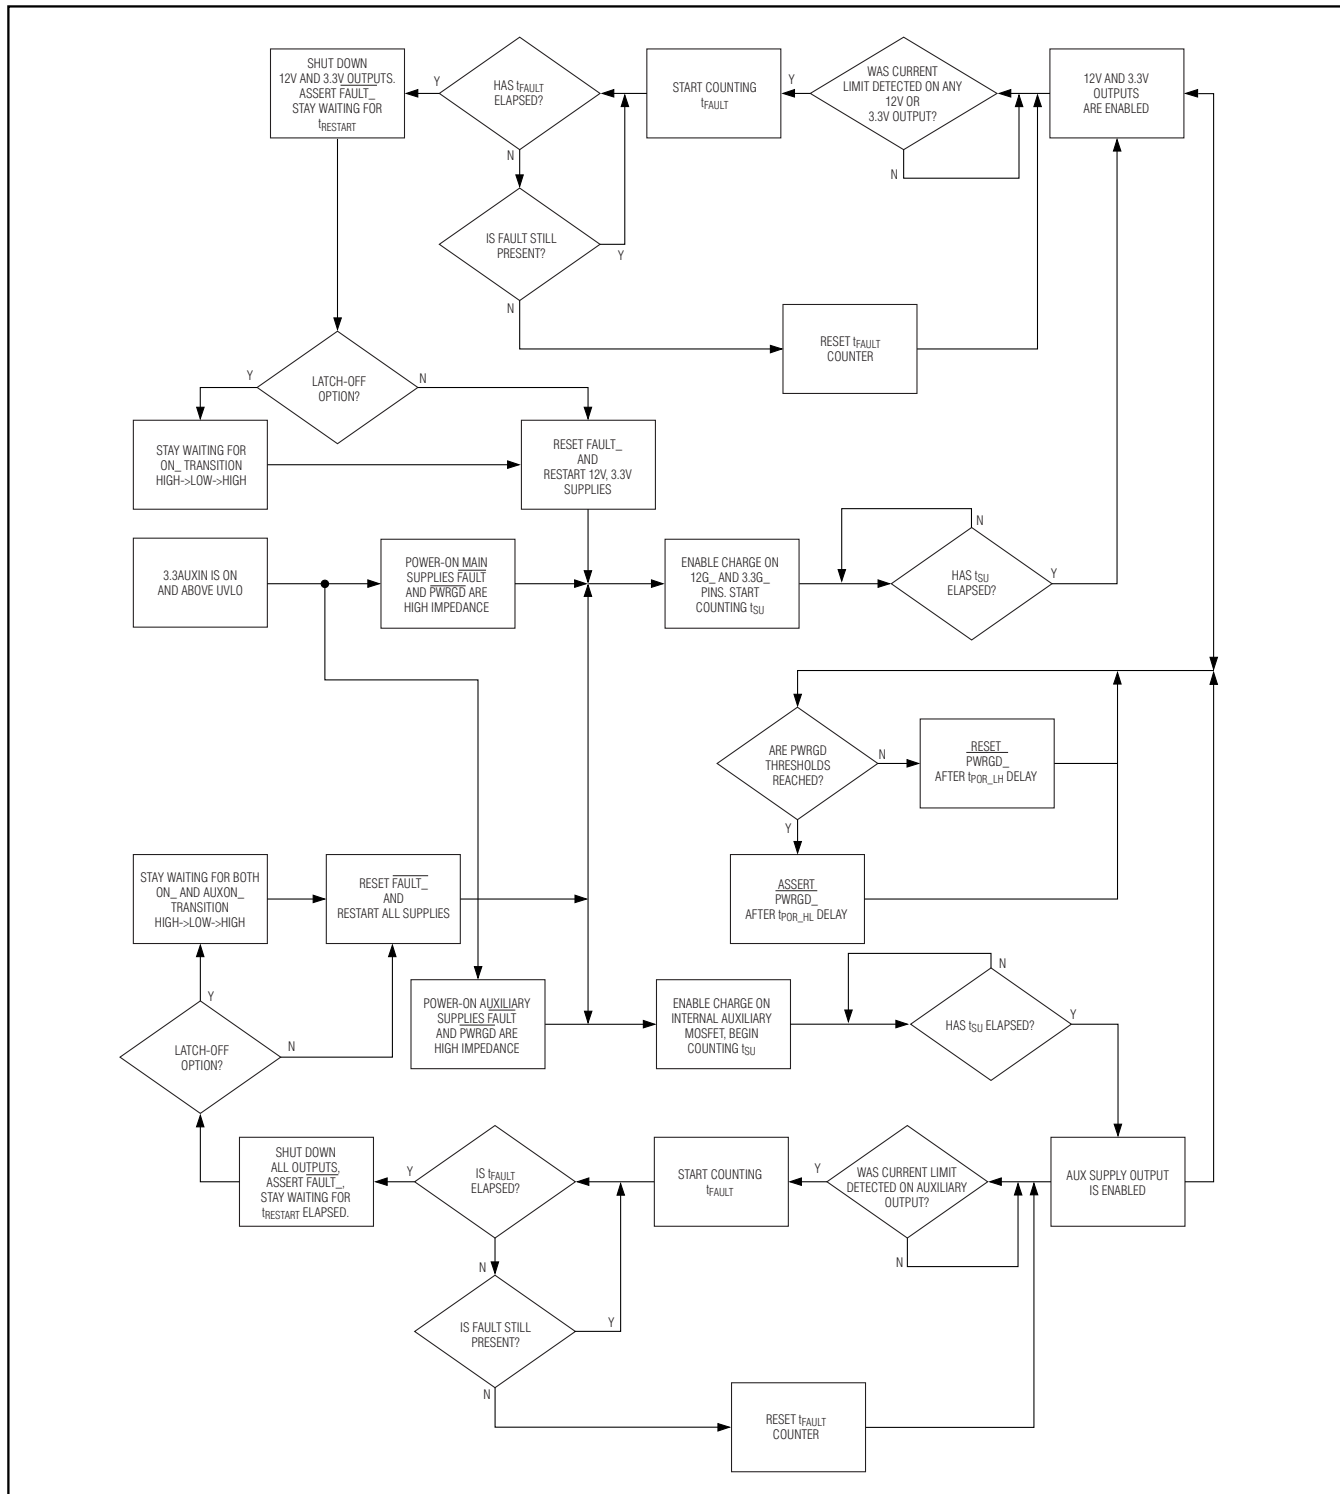 SHUT DOWN
12V AND 3.3V OUTPUTS.
ASSERT FAULT_
STAY WAITING FOR
tRESTART
Y
HAS tFAULT
ELAPSED?
N
START COUNTING
tFAULT
Y
WAS CURRENT
LIMIT DETECTED ON ANY
12V OR
3.3V OUTPUT?
N
12V AND 3.3V
OUTPUTS
ARE ENABLED
IS FAULT STILL
PRESENT?
Y
N
RESET tFAULT
COUNTER
Y
LATCH-OFF
OPTION?
N
STAY WAITING FOR
ON_ TRANSITION
HIGH->LOW->HIGH
RESET FAULT_
AND
RESTART 12V, 3.3V
SUPPLIES
3.3AUXIN IS ON
AND ABOVE UVLO
POWER-ON MAIN
SUPPLIES FAULT
AND PWRGD ARE
HIGH IMPEDANCE
ENABLE CHARGE ON
12G_ AND 3.3G_
PINS. START
COUNTING tSU
N
HAS tSU
ELAPSED?
Y
ARE PWRGD
THRESHOLDS
REACHED?
N
Y
RESET
PWRGD_
AFTER tPOR_LH DELAY
ASSERT
PWRGD_
AFTER tPOR_HL DELAY
STAY WAITING FOR BOTH
ON_ AND AUXON_
TRANSITION
HIGH->LOW->HIGH
RESET FAULT_
AND
RESTART ALL SUPPLIES
Y
LATCH-OFF
OPTION?
N
POWER-ON AUXILIARY
SUPPLIES FAULT
AND PWRGD ARE
HIGH IMPEDANCE
ENABLE CHARGE ON
INTERNAL AUXILIARY
MOSFET, BEGIN
COUNTING tSU
N
HAS tSU ELAPSED?
Y
SHUT DOWN
ALL OUTPUTS,
ASSERT FAULT_,
STAY WAITING FOR
tRESTART ELAPSED.
Y
IS tFAULT
ELAPSED?
N
START COUNTING
tFAULT
Y
WAS CURRENT LIMIT
DETECTED ON AUXILIARY
OUTPUT?
N
AUX SUPPLY OUTPUT
IS ENABLED
IS FAULT STILL
PRESENT?
Y
N
RESET tFAULT
COUNTER